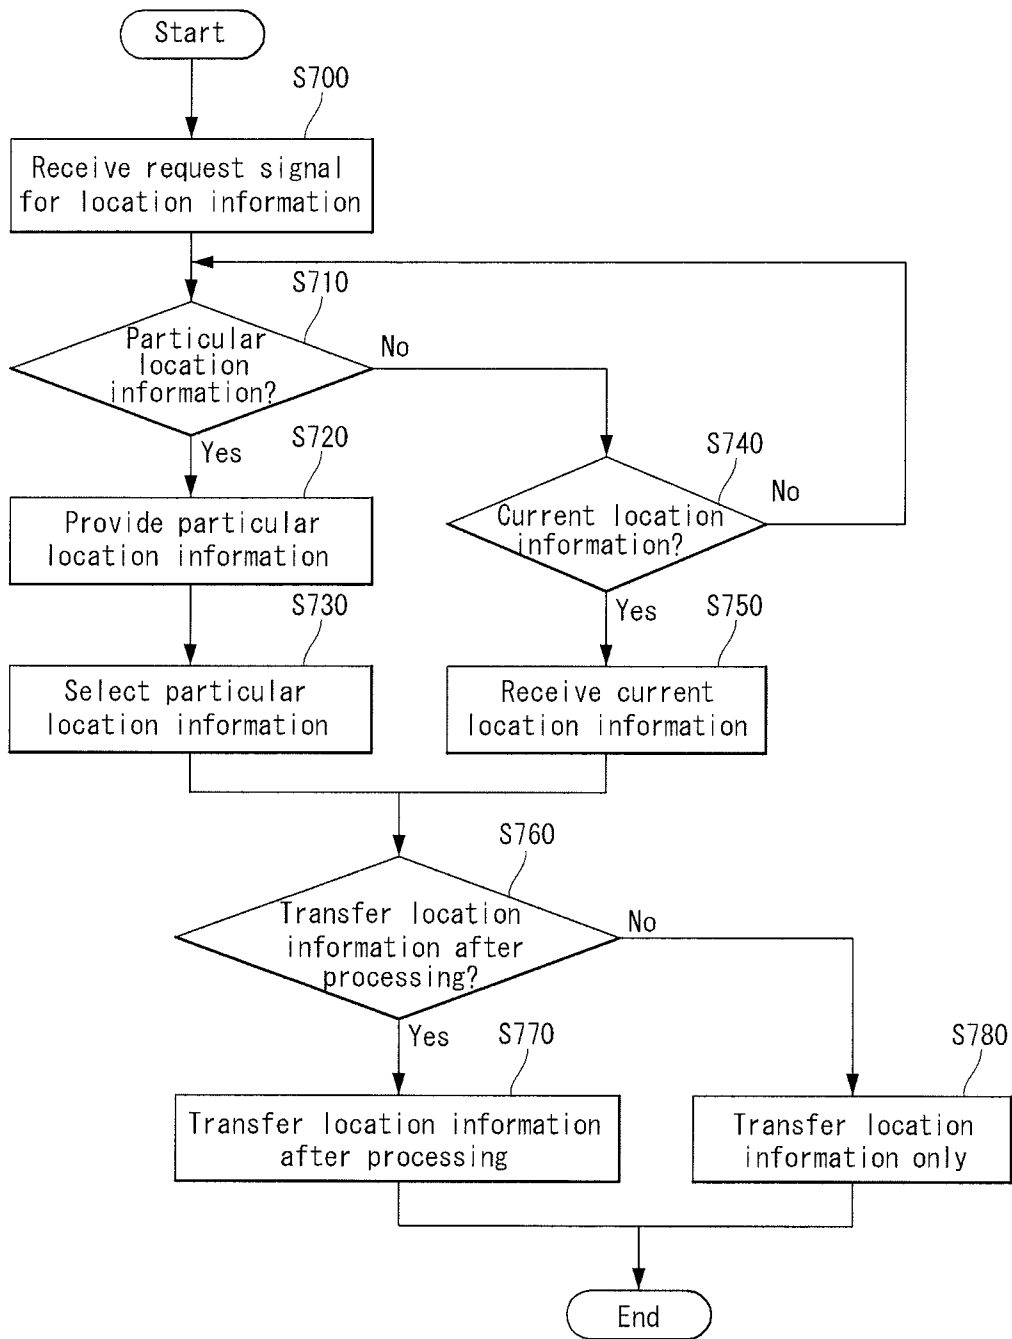 Start
S700
Receive request signal
for location information
S710
Particular
location
information?
No
Yes
S720
S740
No
Provide particular
location information
Current location
information?
S730
Yes
S750
Select particular
location information
Receive current
location information
S760
Transfer location
information after
processing?
No
Yes
S770
S780
Transfer location information
after processing
Transfer location
information only
End